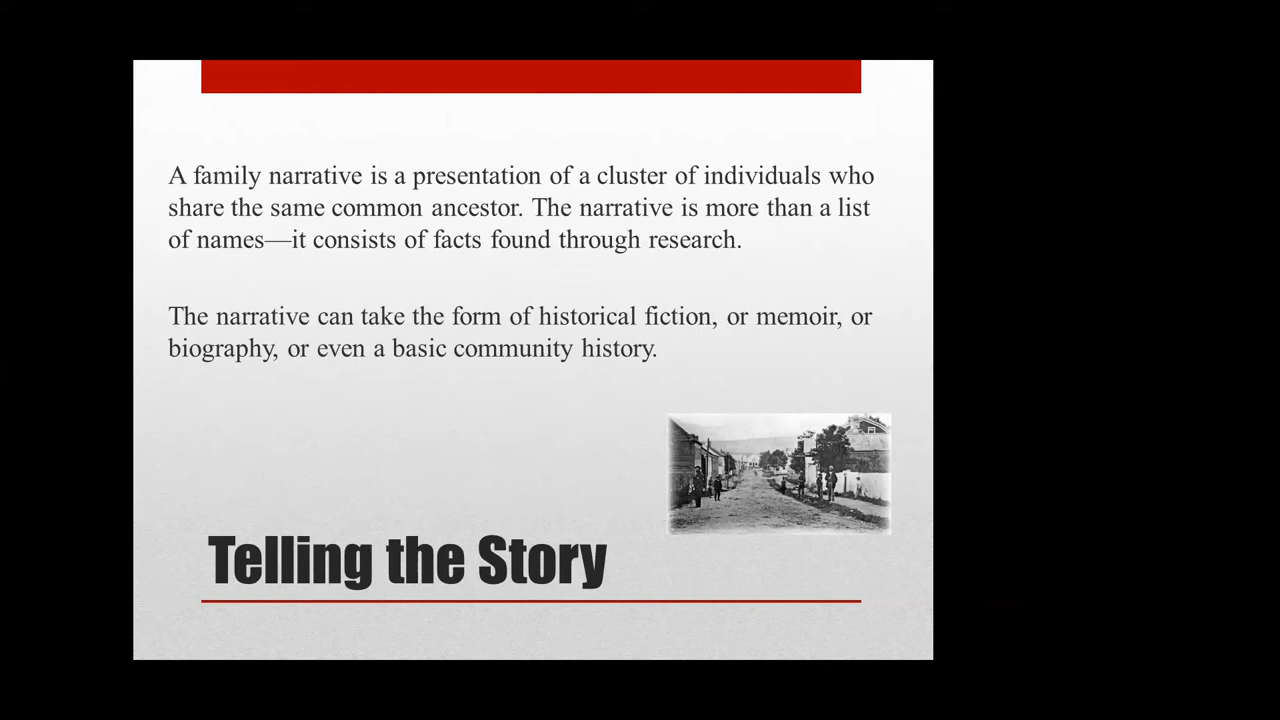 A family narrative is a presentation of a cluster of individuals who
share the same common ancestor. The narrative is more than a list
of names—it consists of facts found through research.
The narrative can take the form of historical fiction, or memoir, or
biography, or even a basic community history.
Telling the Story